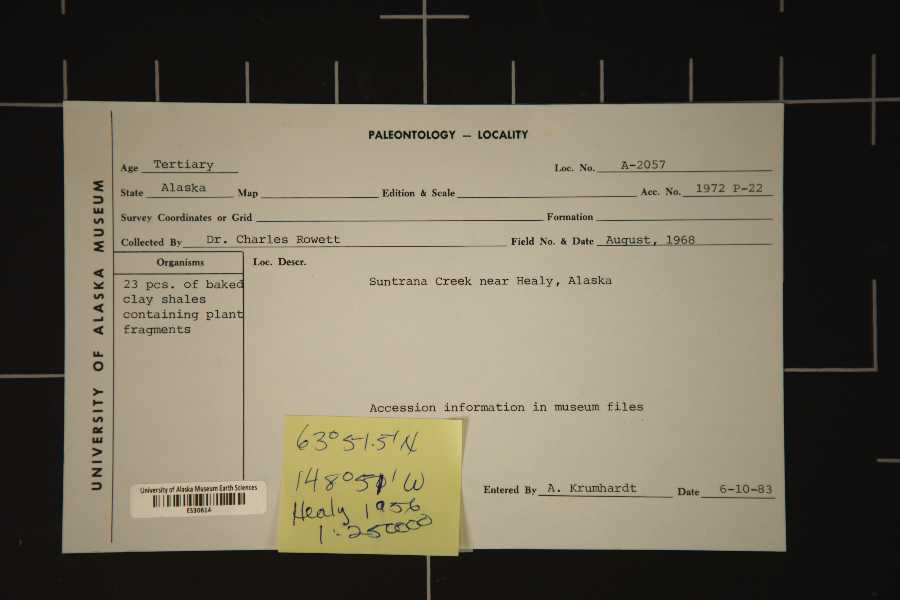 PALEONTOLOGY — LOCALITY
Age Tertiary Loc. No. A-2057
State Alaska Map Edition & Scale Acc. No. 1972 P-22
Survey Coordinates or Grid Formation
Collected By Dr. Charles Rowett Field No. & Date August, 1968
Organisms Loc. Descr.
23 pcs. of baked
clay shales
containing plant
fragments
Suntrana Creek near Healy, Alaska
Accession information in museum files
Entered By A. Krumhardt Date 6-10-83
UNIVERSITY OF ALASKA MUSEUM
University of Alaska Museum Earth Sciences
ES30614
63°51.5'N
148°51'W
Healy 1956
1:250000